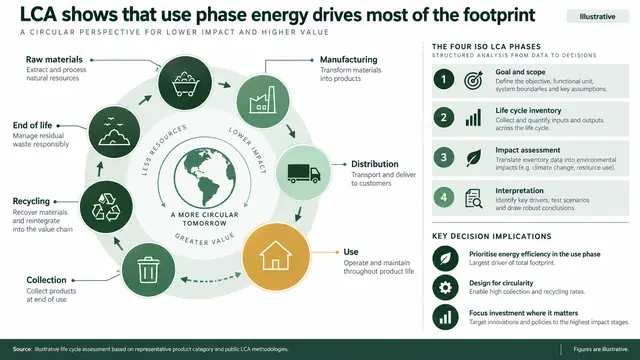 LCA shows that use phase energy drives most of the footprint
Illustrative
A CIRCULAR PERSPECTIVE FOR LOWER IMPACT AND HIGHER VALUE
Raw materials
Extract and process
natural resources
Manufacturing
Transform materials
into products
Distribution
Transport and deliver
to customers
Use
Operate and maintain
throughout product life
Collection
Collect products
at end of use
Recycling
Recover materials
and reintegrate
into the value chain
End of life
Manage residual
waste responsibly
LESS RESOURCES
LOWER IMPACT
GREATER VALUE
A MORE CIRCULAR
TOMORROW
THE FOUR ISO LCA PHASES
STRUCTURED ANALYSIS FROM DATA TO DECISIONS
1
Goal and scope
Define the objective, functional unit,
system boundaries and key assumptions.
2
Life cycle inventory
Collect and quantify inputs and outputs
across the life cycle.
3
Impact assessment
Translate inventory data into environmental
impacts (e.g. climate change, resource use).
4
Interpretation
Identify key drivers, test scenarios
and draw robust conclusions.
KEY DECISION IMPLICATIONS
Prioritise energy efficiency in the use phase
Largest driver of total footprint.
Design for circularity
Enable high collection and recycling rates.
Focus investment where it matters
Target innovations and policies to the highest impact stages.
Source: illustrative life cycle assessment based on representative product category and public LCA methodologies.
Figures are illustrative.